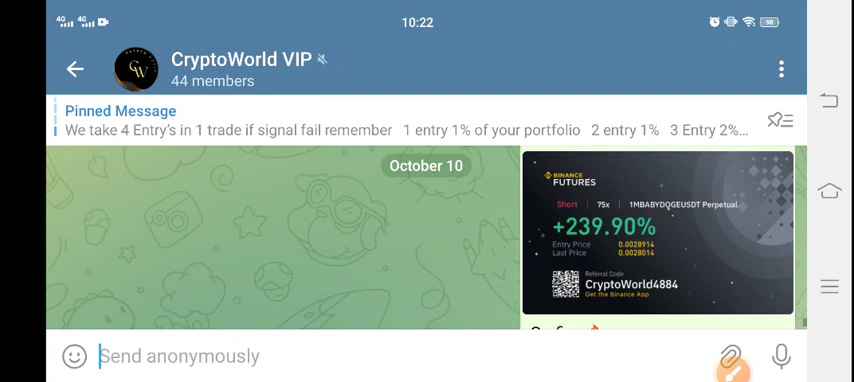 4G 4G 10:22 98
CryptoWorld VIP
44 members
Pinned Message
We take 4 Entry's in 1 trade if signal fail remember 1 entry 1% of your portfolio 2 entry 1% 3 Entry 2%...
October 10
BINANCE
FUTURES
Short | 75x | 1MBABYDOGEUSDT Perpetual
+239.90%
Entry Price 0.0028914
Last Price 0.0028014
Referral Code
CryptoWorld4884
Get the Binance App
Send anonymously